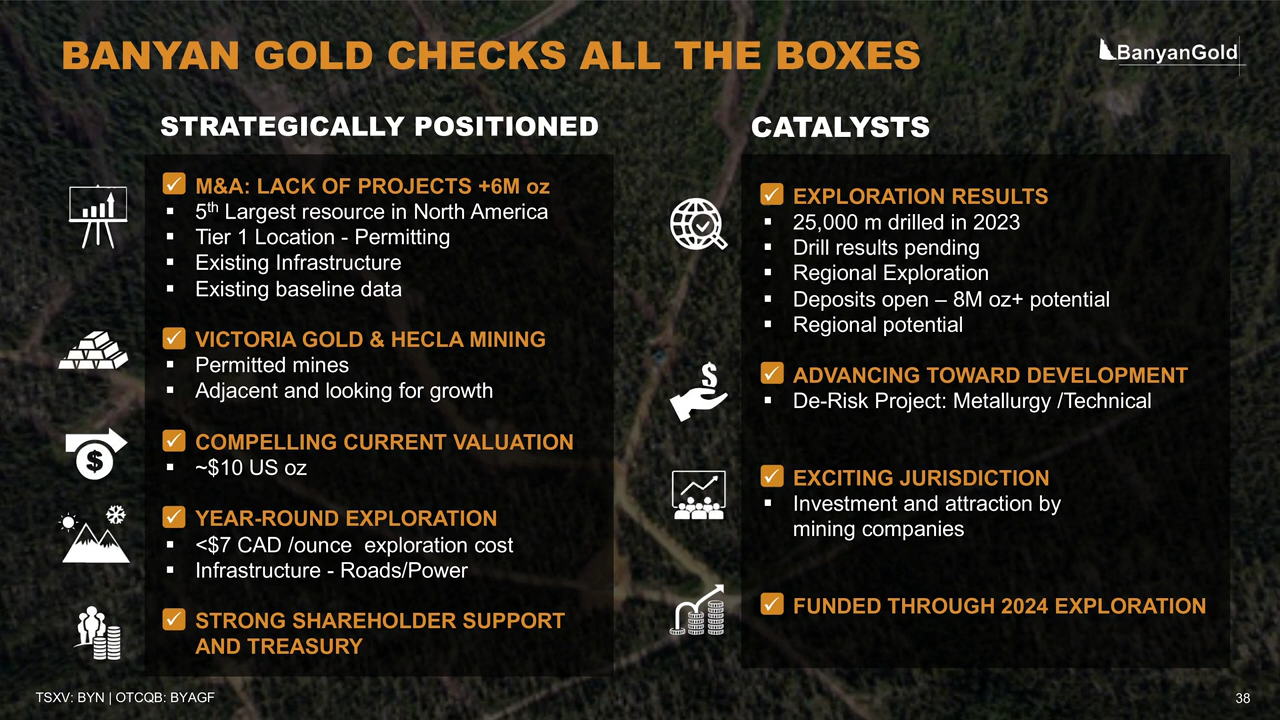 BANYAN GOLD CHECKS ALL THE BOXES
BanyanGold
STRATEGICALLY POSITIONED
M&A: LACK OF PROJECTS +6M oz
▪ 5th Largest resource in North America
▪ Tier 1 Location - Permitting
▪ Existing Infrastructure
▪ Existing baseline data
VICTORIA GOLD & HECLA MINING
▪ Permitted mines
▪ Adjacent and looking for growth
COMPELLING CURRENT VALUATION
▪ ~$10 US oz
YEAR-ROUND EXPLORATION
▪ <$7 CAD /ounce  exploration cost
▪ Infrastructure - Roads/Power
STRONG SHAREHOLDER SUPPORT
AND TREASURY
CATALYSTS
EXPLORATION RESULTS
▪ 25,000 m drilled in 2023
▪ Drill results pending
▪ Regional Exploration
▪ Deposits open – 8M oz+ potential
▪ Regional potential
ADVANCING TOWARD DEVELOPMENT
▪ De-Risk Project: Metallurgy /Technical
EXCITING JURISDICTION
▪ Investment and attraction by
mining companies
FUNDED THROUGH 2024 EXPLORATION
TSXV: BYN | OTCQB: BYAGF
38